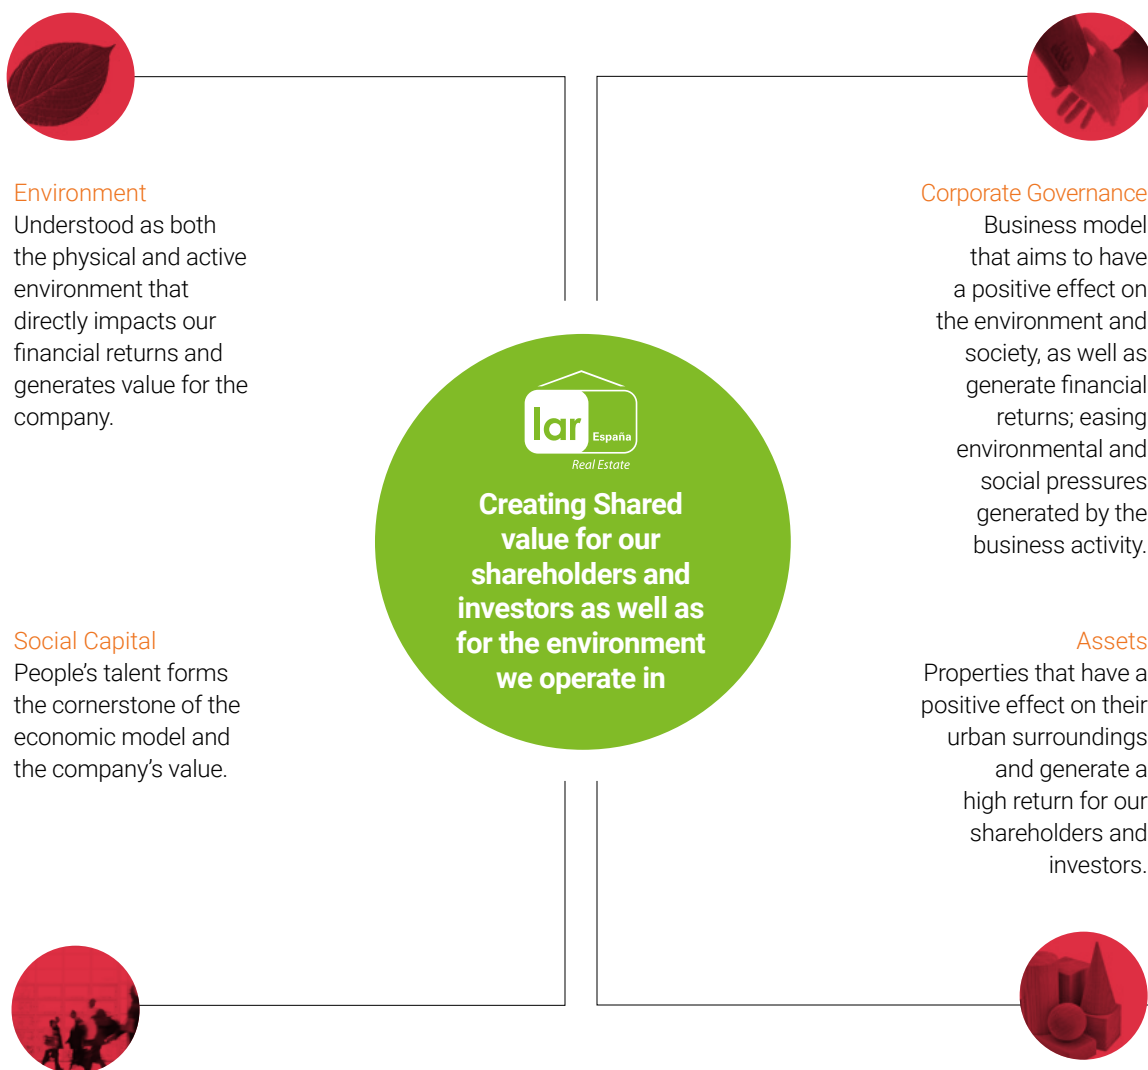 Environment
Understood as both
the physical and active
environment that
directly impacts our
financial returns and
generates value for the
company.
Corporate Governance
Business model
that aims to have
a positive effect on
the environment and
society, as well as
generate financial
returns; easing
environmental and
social pressures
generated by the
business activity.
lar
España
Real Estate
Creating Shared
value for our
shareholders and
investors as well as
for the environment
we operate in
Social Capital
People’s talent forms
the cornerstone of the
economic model and
the company’s value.
Assets
Properties that have a
positive effect on their
urban surroundings
and generate a
high return for our
shareholders and
investors.